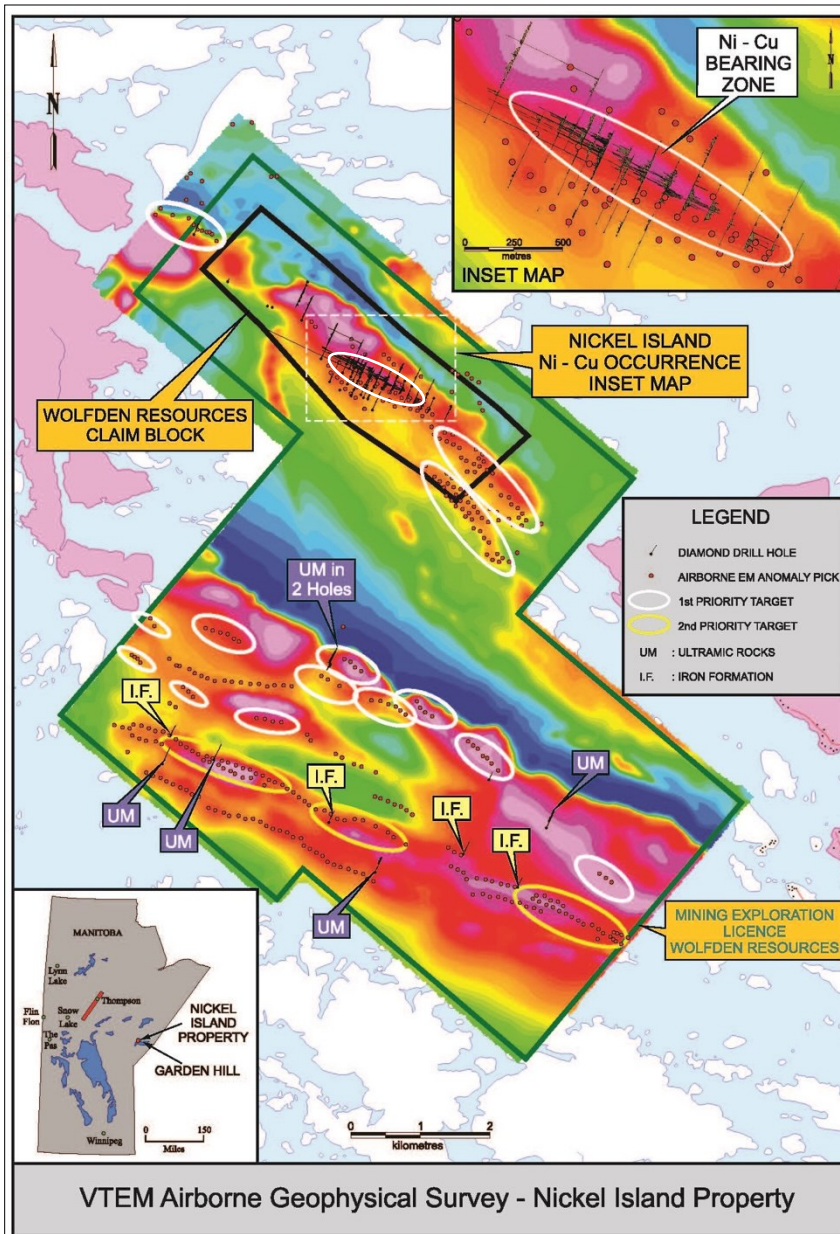 N
Ni - Cu
BEARING
ZONE
N
0 250 500
metres
INSET MAP
NICKEL ISLAND
Ni - Cu OCCURRENCE
INSET MAP
WOLFDEN RESOURCES
CLAIM BLOCK
LEGEND
DIAMOND DRILL HOLE
AIRBORNE EM ANOMALY PICK
1st PRIORITY TARGET
2nd PRIORITY TARGET
UM : ULTRAMIC ROCKS
I.F. : IRON FORMATION
UM in
2 Holes
I.F.
I.F.
UM
I.F.
I.F.
UM
UM
UM
MINING EXPLORATION
LICENCE
WOLFDEN RESOURCES
MANITOBA
Lynn
Lake
Thompson
Flin
Flon
Snow
Lake
The
Pas
NICKEL
ISLAND
PROPERTY
GARDEN HILL
Winnipeg
0 150
Miles
0 1 2
kilometres
VTEM Airborne Geophysical Survey - Nickel Island Property